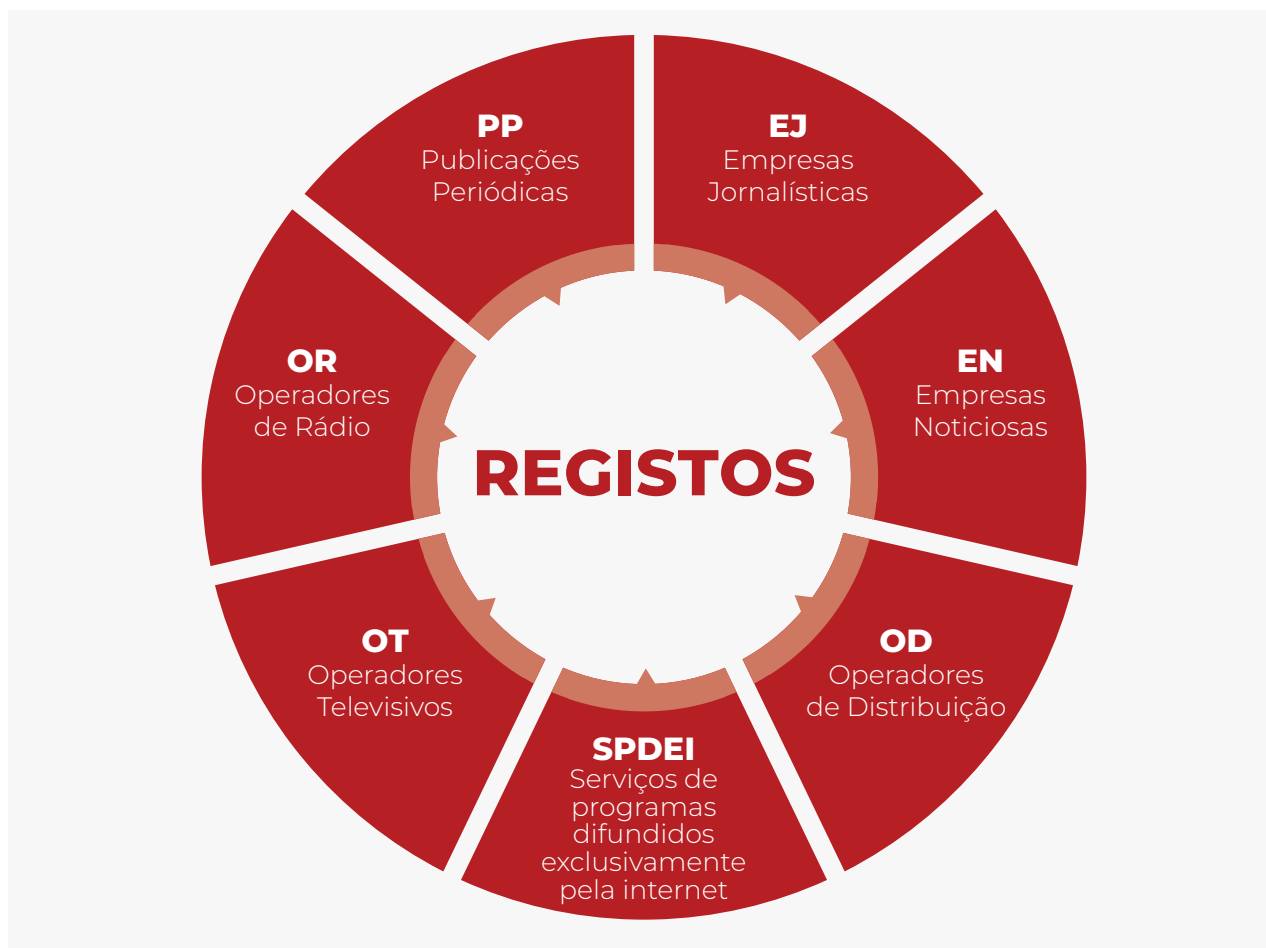 PP
Publicações
Periódicas
EJ
Empresas
Jornalísticas
OR
Operadores
de Rádio
EN
Empresas
Noticiosas
REGISTOS
OT
Operadores
Televisivos
OD
Operadores
de Distribuição
SPDEI
Serviços de
programas
difundidos
exclusivamente
pela internet